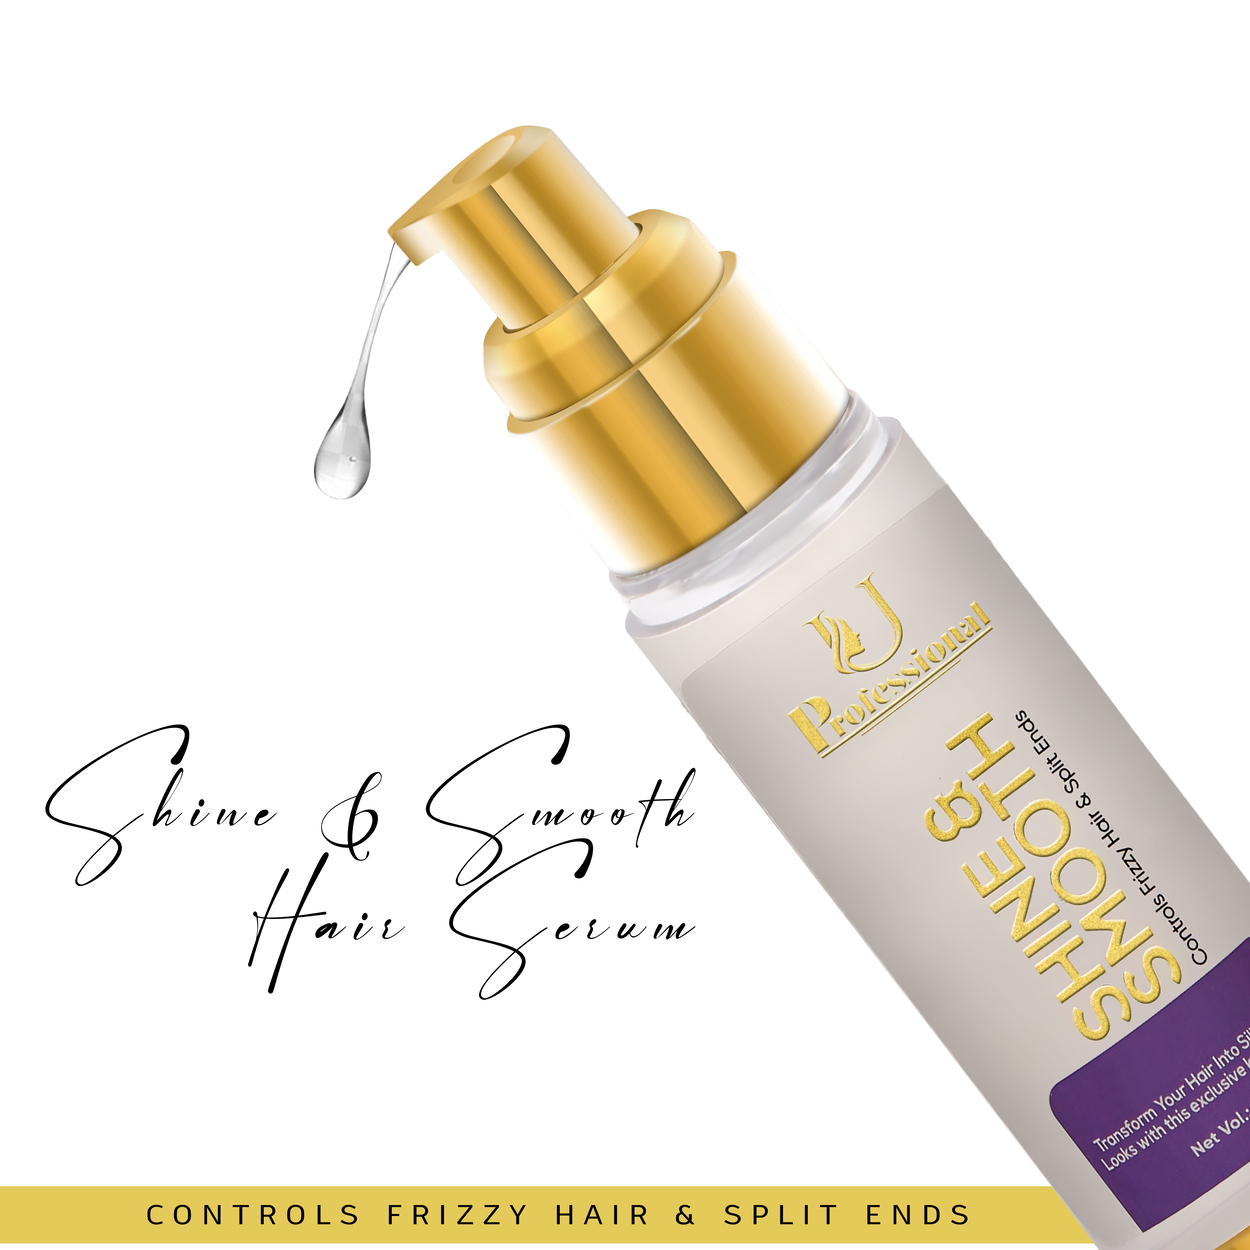 Shine & Smooth
Hair Serum
U
Professional
SHINE &
SMOOTH
Controls Frizzy Hair & Split Ends
Transform Your Hair Into
Looks with this exclusive
Net Vol.:
CONTROLS FRIZZY HAIR & SPLIT ENDS